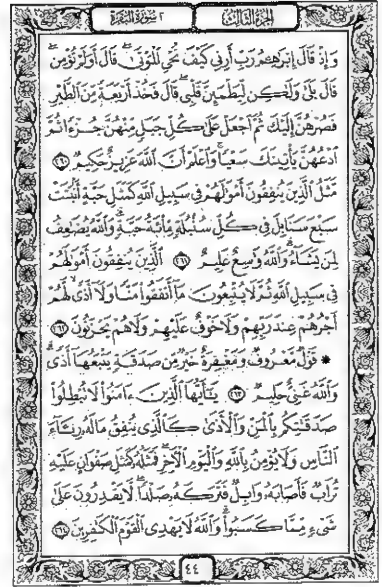 الجزء الثالث
٢ سورة البقرة
وَإِذْ قَالَ إِبْرَٰهِـۧمُ رَبِّ أَرِنِى كَيْفَ تُحْىِ ٱلْمَوْتَىٰ ۖ قَالَ أَوَلَمْ تُؤْمِن ۖ
قَالَ بَلَىٰ وَلَـٰكِن لِّيَطْمَئِنَّ قَلْبِى ۖ قَالَ فَخُذْ أَرْبَعَةً مِّنَ ٱلطَّيْرِ
فَصُرْهُنَّ إِلَيْكَ ثُمَّ ٱجْعَلْ عَلَىٰ كُلِّ جَبَلٍ مِّنْهُنَّ جُزْءًا ثُمَّ
ٱدْعُهُنَّ يَأْتِينَكَ سَعْيًا ۚ وَٱعْلَمْ أَنَّ ٱللَّهَ عَزِيزٌ حَكِيمٌ ٢٦٠
مَّثَلُ ٱلَّذِينَ يُنفِقُونَ أَمْوَٰلَهُمْ فِى سَبِيلِ ٱللَّهِ كَمَثَلِ حَبَّةٍ أَنۢبَتَتْ
سَبْعَ سَنَابِلَ فِى كُلِّ سُنۢبُلَةٍ مِّا۟ئَةُ حَبَّةٍ ۗ وَٱللَّهُ يُضَـٰعِفُ
لِمَن يَشَآءُ ۗ وَٱللَّهُ وَٰسِعٌ عَلِيمٌ ٢٦١ ٱلَّذِينَ يُنفِقُونَ أَمْوَٰلَهُمْ
فِى سَبِيلِ ٱللَّهِ ثُمَّ لَا يُتْبِعُونَ مَآ أَنفَقُوا۟ مَنًّا وَلَآ أَذًى ۙ لَّهُمْ
أَجْرُهُمْ عِندَ رَبِّهِمْ وَلَا خَوْفٌ عَلَيْهِمْ وَلَا هُمْ يَحْزَنُونَ ٢٦٢
* قَوْلٌ مَّعْرُوفٌ وَمَغْفِرَةٌ خَيْرٌ مِّن صَدَقَةٍ يَتْبَعُهَآ أَذًى ۗ
وَٱللَّهُ غَنِىٌّ حَلِيمٌ ٢٦٣ يَـٰٓأَيُّهَا ٱلَّذِينَ ءَامَنُوا۟ لَا تُبْطِلُوا۟
صَدَقَـٰتِكُم بِٱلْمَنِّ وَٱلْأَذَىٰ كَٱلَّذِى يُنفِقُ مَالَهُۥ رِئَآءَ
ٱلنَّاسِ وَلَا يُؤْمِنُ بِٱللَّهِ وَٱلْيَوْمِ ٱلْـَٔاخِرِ ۖ فَمَثَلُهُۥ كَمَثَلِ صَفْوَانٍ عَلَيْهِ
تُرَابٌ فَأَصَابَهُۥ وَابِلٌ فَتَرَكَهُۥ صَلْدًا ۖ لَّا يَقْدِرُونَ عَلَىٰ
شَىْءٍ مِّمَّا كَسَبُوا۟ ۗ وَٱللَّهُ لَا يَهْدِى ٱلْقَوْمَ ٱلْكَـٰفِرِينَ ٢٦٤
٤٤